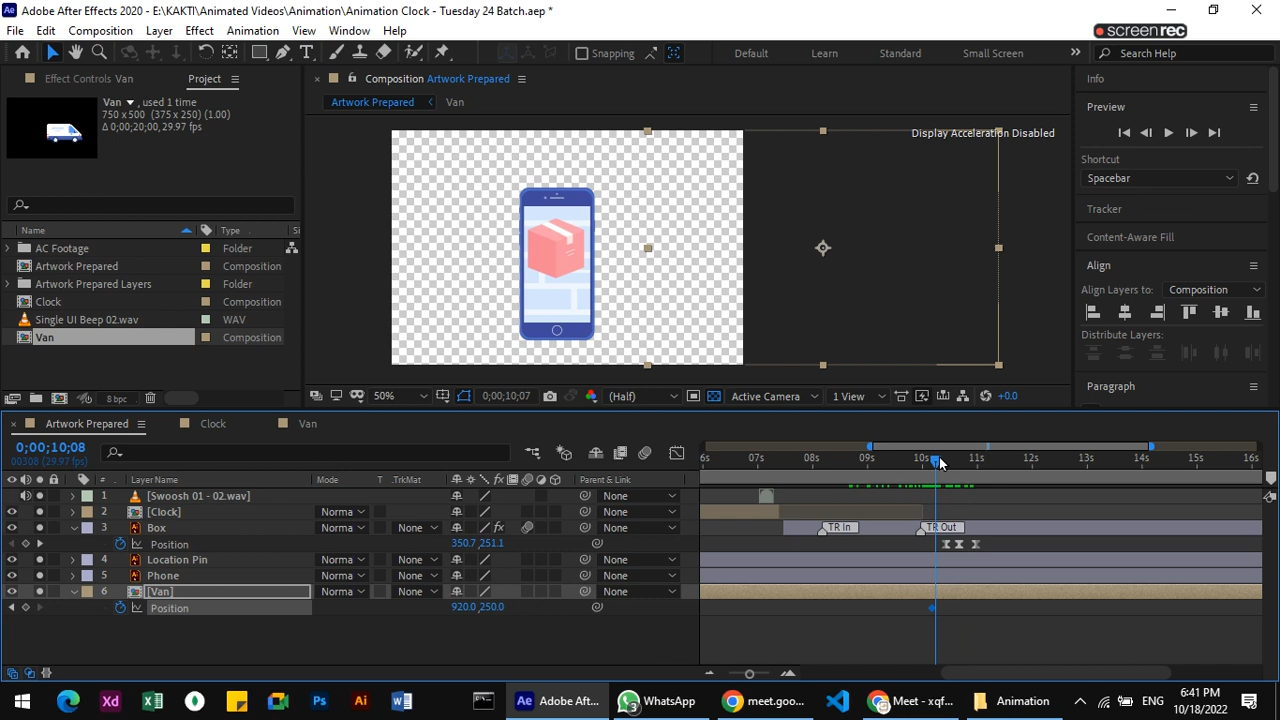 Adobe After Effects 2020 - E:\KAKTI\Animated Videos\Animation\Animation Clock - Tuesday 24 Batch.aep *
File Edit Composition Layer Effect Animation View Window Help
screenrec
Snapping
Default Learn Standard Small Screen
Search Help
Effect Controls Van
Project
Composition Artwork Prepared
Info
Van , used 1 time
750 x 500 (375 x 250) (1.00)
Δ 0;00;20;00, 29.97 fps
Artwork Prepared Van
Display Acceleration Disabled
Preview
Shortcut
Spacebar
Tracker
Content-Aware Fill
Align
Align Layers to: Composition
Distribute Layers:
Paragraph
Name Type Si
AC Footage Folder
Artwork Prepared Composition
Artwork Prepared Layers Folder
Clock Composition
Single UI Beep 02.wav WAV
Van Composition
8 bpc
50% 0;00;10;07 (Half) Active Camera 1 View +0.0
Artwork Prepared Clock Van
0;00;10;08
00308 (29.97 fps)
6s 07s 08s 09s 10s 11s 12s 13s 14s 15s 16s
# Layer Name Mode T .TrkMat Parent & Link
1 [Swoosh 01 - 02.wav] None
2 [Clock] Norma None
3 Box Norma None None TR In TR Out
Position 350.7,251.1
4 Location Pin Norma None None
5 Phone Norma None None
6 [Van] Norma None None
Position 920.0,250.0
Xd Ps Ai Ae Adobe Aft... 3 WhatsApp meet.goo... Meet - xqf... Animation ENG 6:41 PM
10/18/2022